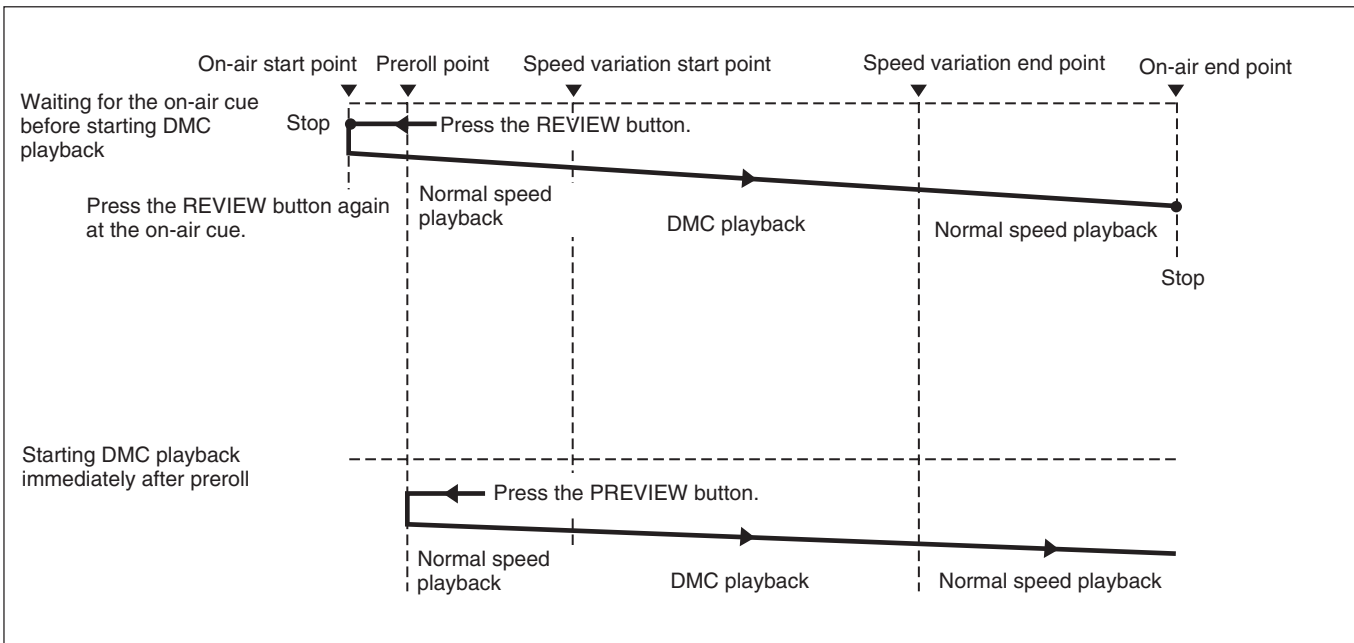 On-air start point
Preroll point
Speed variation start point
Speed variation end point
On-air end point
Waiting for the on-air cue
before starting DMC
playback
Stop
Press the REVIEW button.
Press the REVIEW button again
at the on-air cue.
Normal speed
playback
DMC playback
Normal speed playback
Stop
Starting DMC playback
immediately after preroll
Press the PREVIEW button.
Normal speed
playback
DMC playback
Normal speed playback